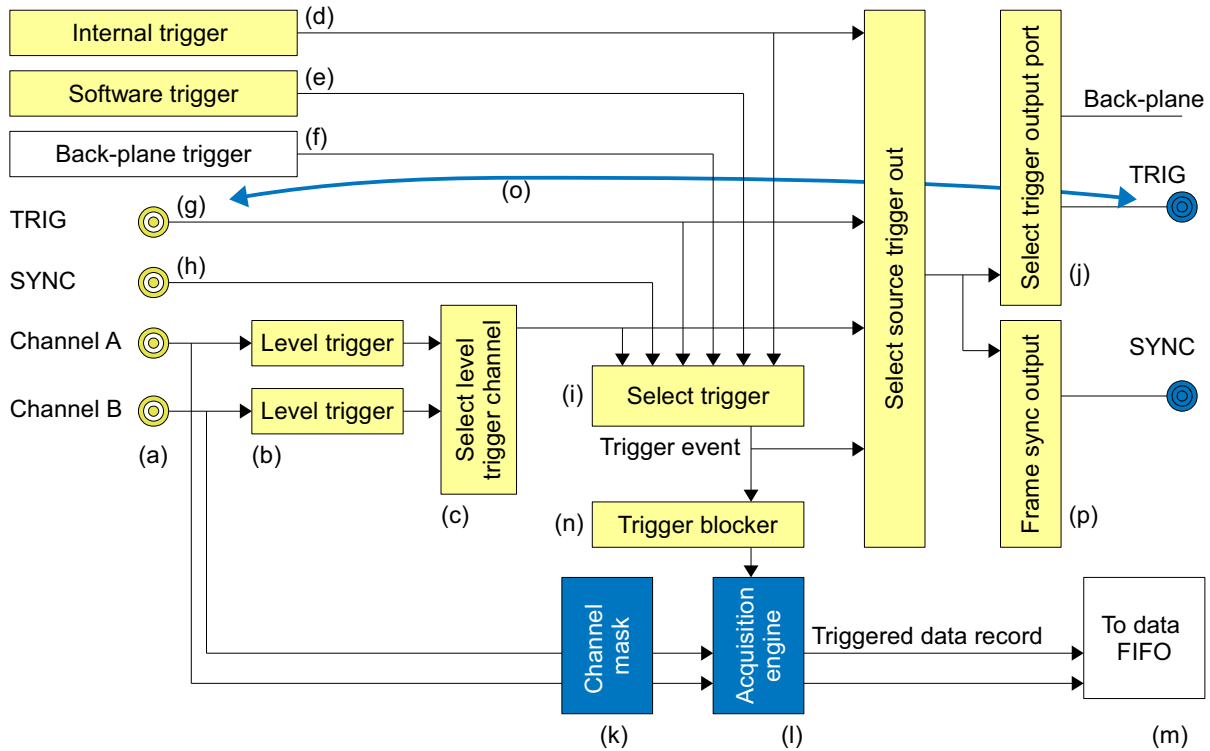 Internal trigger
(d)
Software trigger
(e)
Back-plane trigger
(f)
TRIG
(g)
(o)
SYNC
(h)
Channel A
Level trigger
Channel B
Level trigger
(a)
(b)
Select level
trigger channel
(c)
(i)
Select trigger
Trigger event
(n)
Trigger blocker
Select source trigger out
Select trigger output port
(j)
Back-plane
TRIG
Frame sync output
(p)
SYNC
Channel
mask
(k)
Acquisition
engine
(l)
Triggered data record
To data
FIFO
(m)